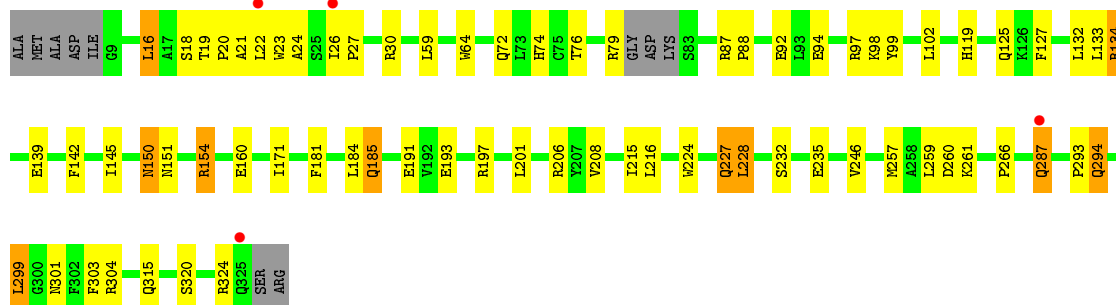 ALA MET ALA ASP ILE G9 L16 A17 S18 T19 P20 A21 L22 W23 A24 S25 I26 P27 R30 L59 W64 Q72 L73 H74 C75 T76 R79 GLY ASP LYS S83 R87 P88 E92 L93 E94 R97 K98 Y99 L102 H119 Q125 K126 F127 L132 L133 R134
E139 F142 I145 N150 N151 R154 E160 I171 F181 L184 Q185 E191 V192 E193 R197 L201 R206 Y207 V208 I215 L216 W224 Q227 L228 S232 E235 V246 M257 A258 L259 D260 K261 P266 Q287 P293 Q294
L299 G300 N301 F302 F303 R304 Q315 S320 R324 Q325 SER ARG